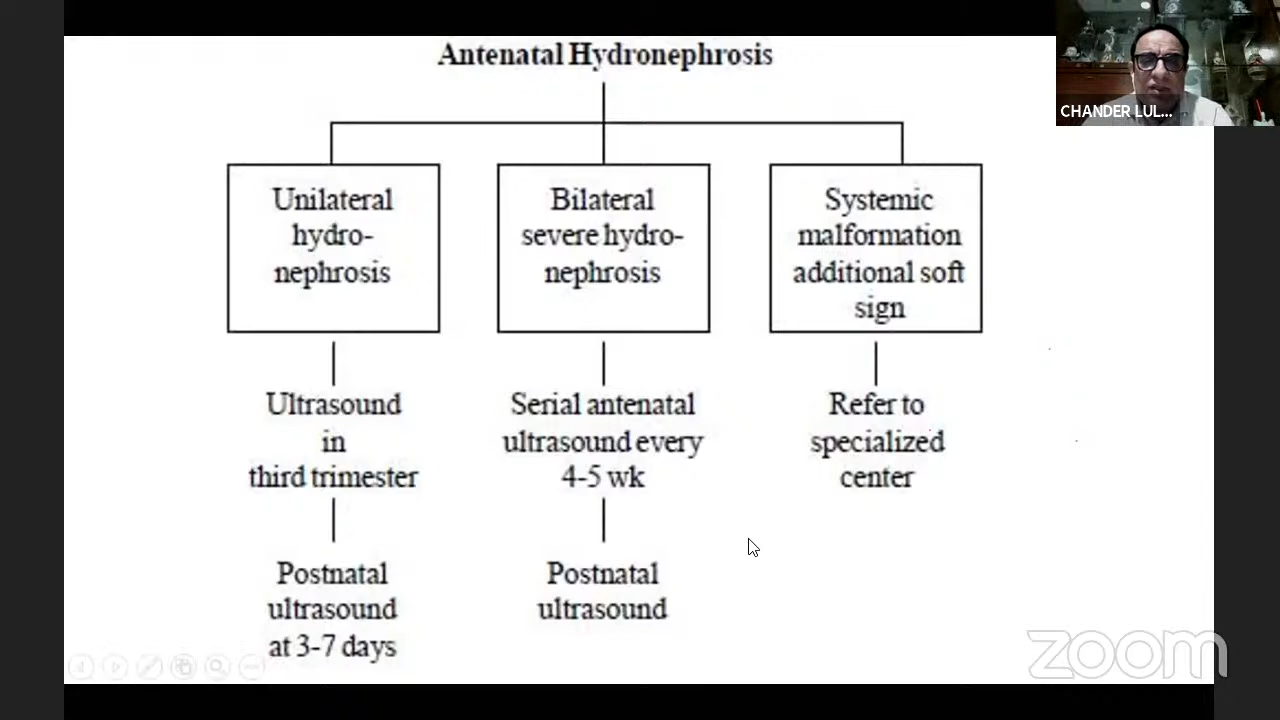 Antenatal Hydronephrosis
CHANDER LUL...
Unilateral
hydro-
nephrosis
Bilateral
severe hydro-
nephrosis
Systemic
malformation
additional soft
sign
Ultrasound
in
third trimester
Serial antenatal
ultrasound every
4-5 wk
Refer to
specialized
center
Postnatal
ultrasound
at 3-7 days
Postnatal
ultrasound
zoom